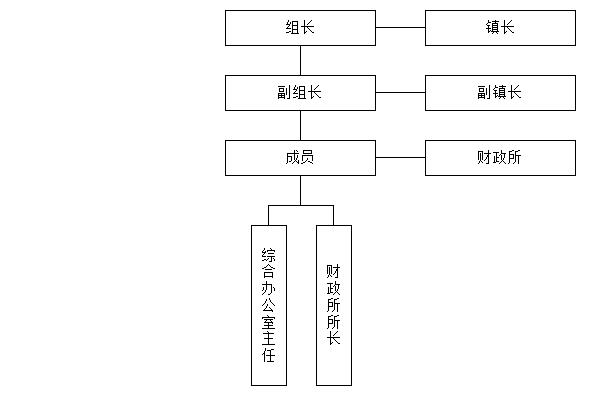 组长
镇长
副组长
副镇长
成员
财政所
综合办公室主任
财政所所长